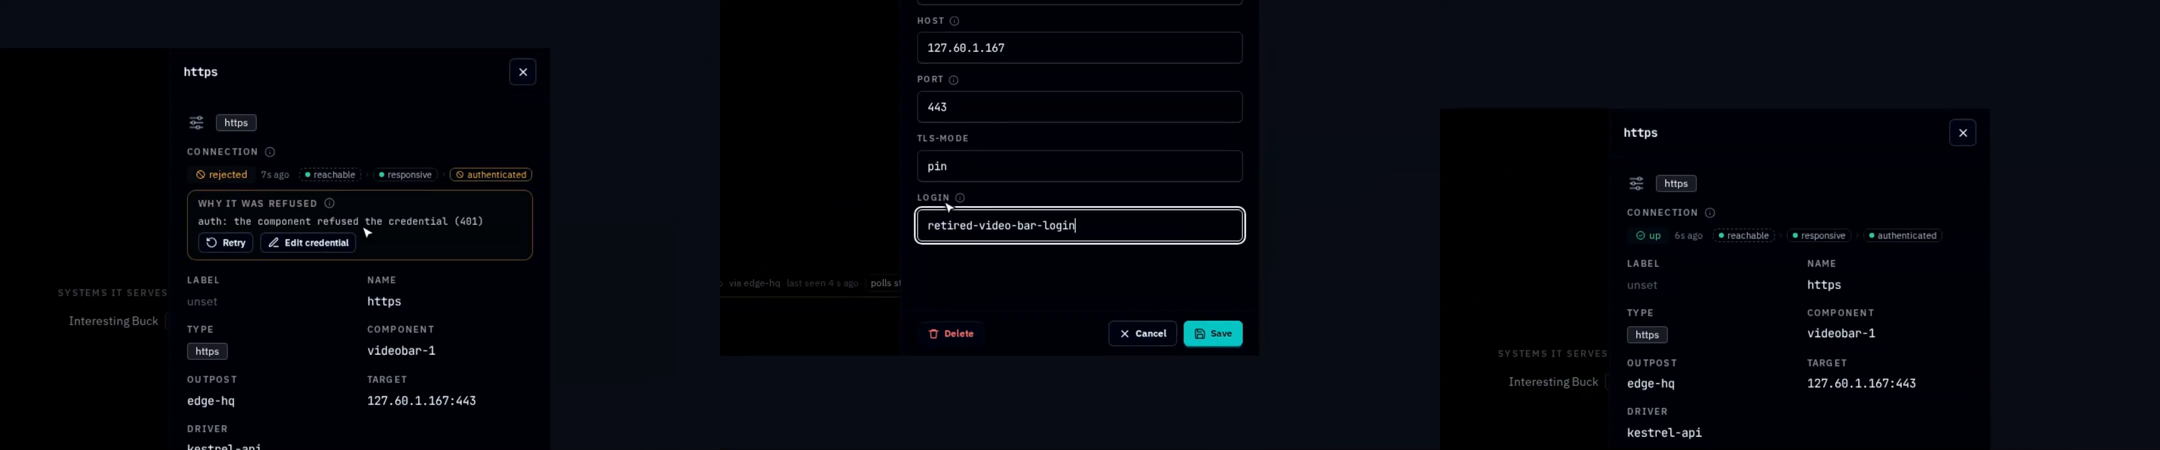 https
https
CONNECTION
rejected 7s ago reachable responsive authenticated
WHY IT WAS REFUSED
auth: the component refused the credential (401)
Retry Edit credential
LABEL NAME
unset https
TYPE COMPONENT
https videobar-1
OUTPOST TARGET
edge-hq 127.60.1.167:443
DRIVER
kestrel-api
SYSTEMS IT SERVES
Interesting Buck
HOST
127.60.1.167
PORT
443
TLS-MODE
pin
LOGIN
retired-video-bar-login
via edge-hq last seen 4 s ago polls
Delete Cancel Save
https
https
CONNECTION
up 6s ago reachable responsive authenticated
LABEL NAME
unset https
TYPE COMPONENT
https videobar-1
OUTPOST TARGET
edge-hq 127.60.1.167:443
DRIVER
kestrel-api
SYSTEMS IT SERVES
Interesting Buck